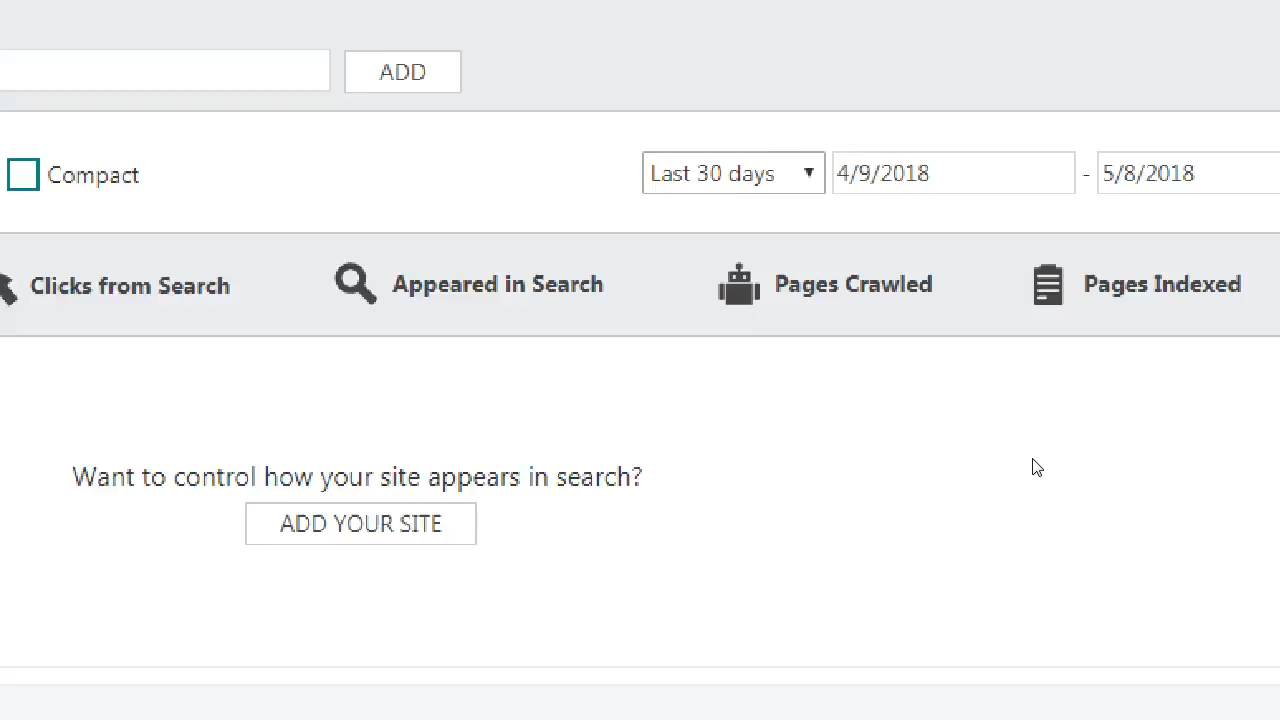 ADD
Compact
Last 30 days 4/9/2018 - 5/8/2018
Clicks from Search Appeared in Search Pages Crawled Pages Indexed
Want to control how your site appears in search?
ADD YOUR SITE